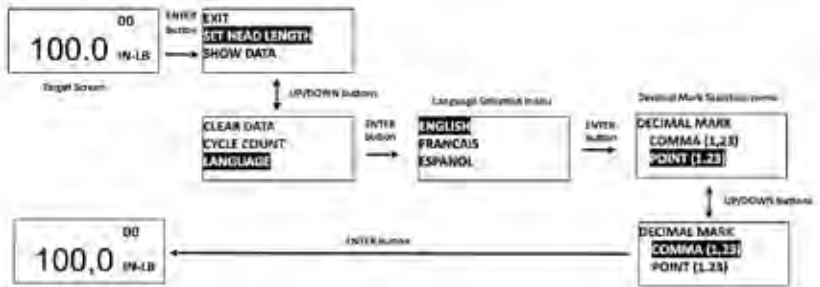 00
100.0 IN-LB
Target Screen
ENTER
button
EXIT
SET HEAD LENGTH
SHOW DATA
UP/DOWN buttons
CLEAR DATA
CYCLE COUNT
LANGUAGE
ENTER
button
Language Selection menu
ENGLISH
FRANCAIS
ESPANOL
ENTER
button
Decimal Mark Selection menu
DECIMAL MARK
COMMA (1,23)
POINT (1.23)
UP/DOWN buttons
DECIMAL MARK
COMMA (1,23)
POINT (1.23)
ENTER button
00
100,0 IN-LB